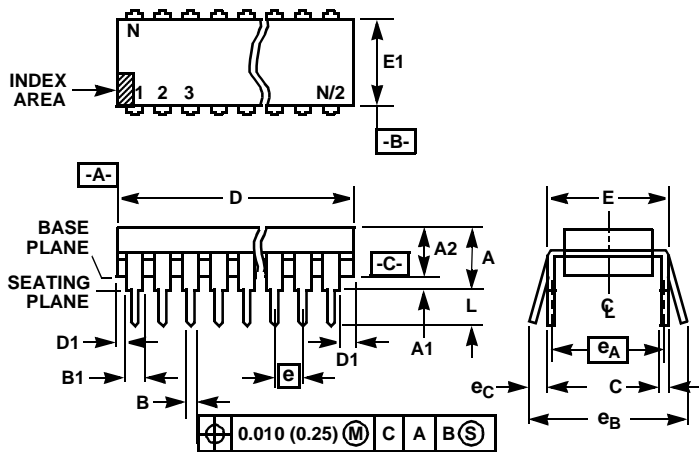 N
E1
INDEX
AREA
1 2 3 N/2
-B-
-A-
D
E
BASE
PLANE
A2
A
-C-
SEATING
PLANE
L
C
L
D1
A1
D1
eA
B1
e
eC
C
B
eB
0.010 (0.25) M C A B S